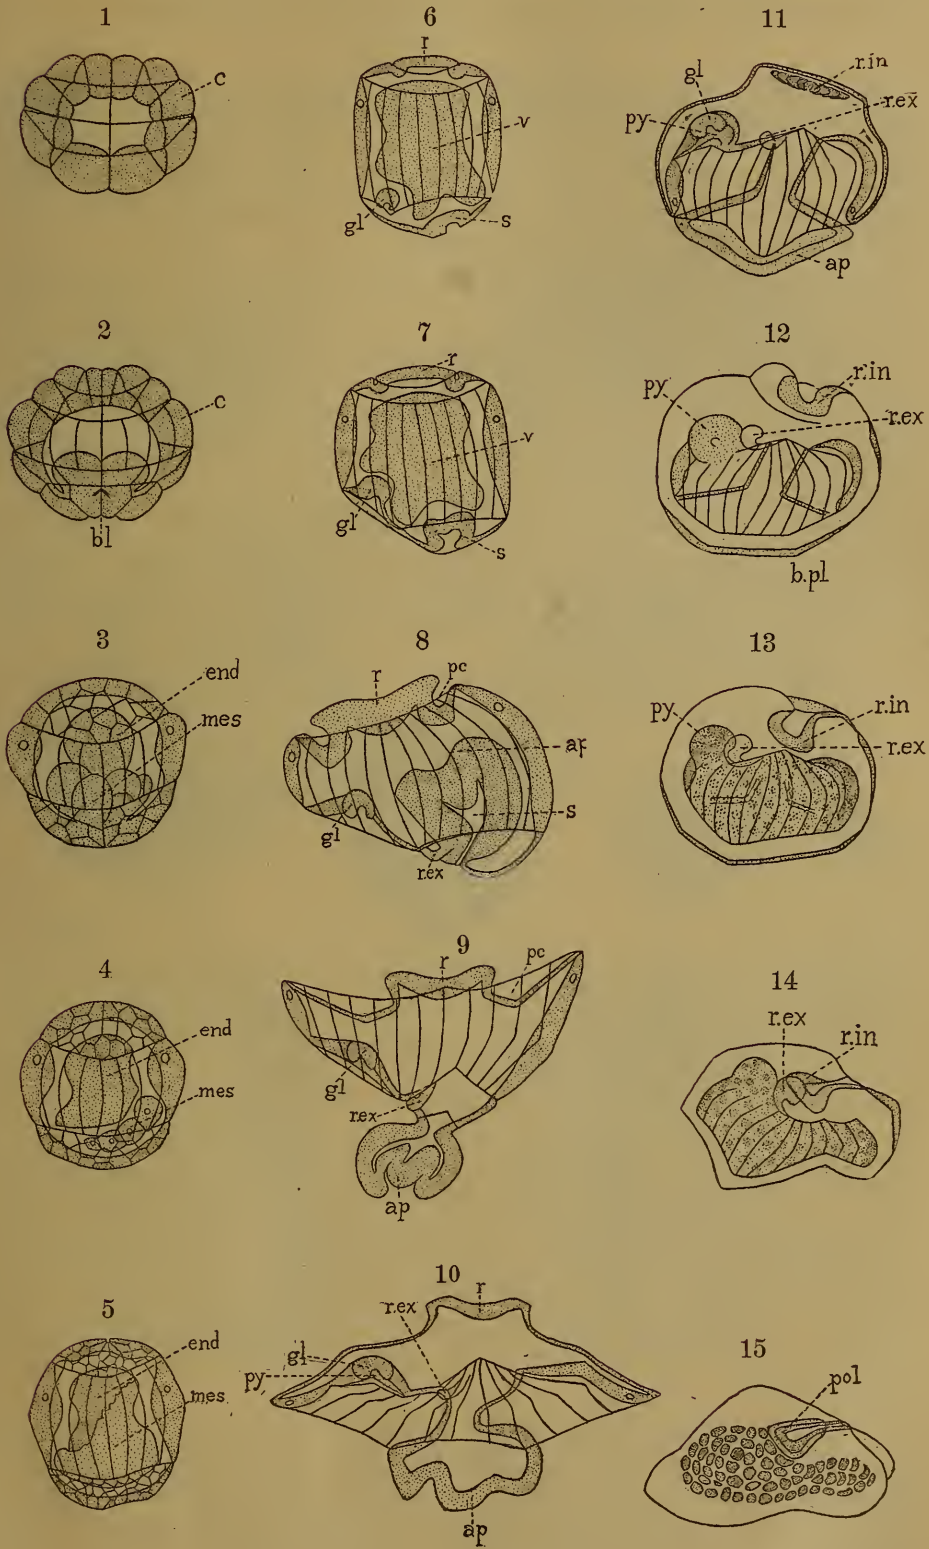 1
c
2
c
bl
3
end
mes
4
end
mes
5
end
mes
6
r
v
gl
s
7
r
v
gl
s
8
r
pc
ap
s
gl
r.ex
9
r
pc
gl
r.ex
ap
10
r
r.ex
gl
py
ap
11
r.in
gl
r.ex
py
ap
12
py
r.in
r.ex
b.pl
13
py
r.in
r.ex
14
r.ex
r.in
15
pol